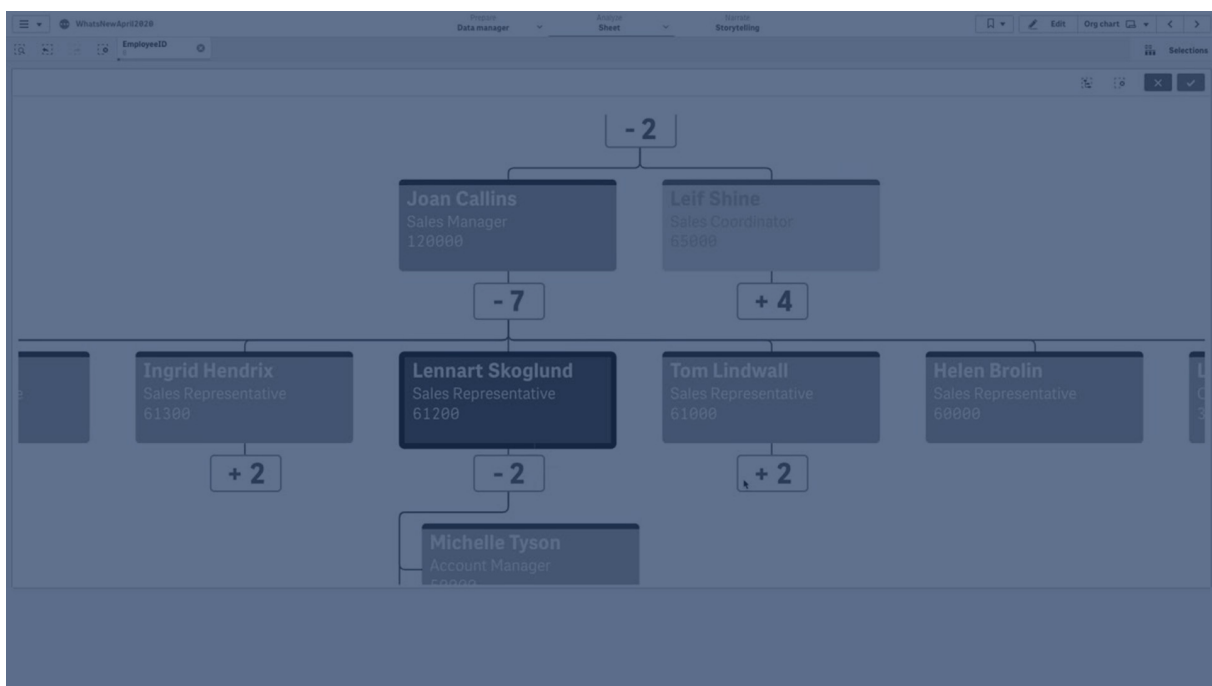 WhatsNewApril2020
Prepare
Data manager
Analyze
Sheet
Narrate
Storytelling
Edit
Org chart
EmployeeID
Selections
- 2
Joan Callins
Sales Manager
120000
Leif Shine
Sales Coordinator
65000
- 7
+ 4
Ingrid Hendrix
Sales Representative
61300
Lennart Skoglund
Sales Representative
61200
Tom Lindwall
Sales Representative
61000
Helen Brolin
Sales Representative
60000
+ 2
- 2
+ 2
Michelle Tyson
Account Manager